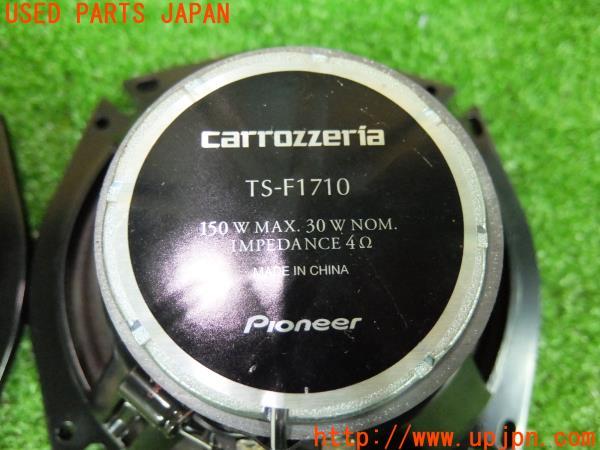 USED PARTS JAPAN
carrozzeria
TS-F1710
150 W MAX. 30 W NOM.
IMPEDANCE 4 Ω
MADE IN CHINA
Pioneer
http://www.upjpn.com